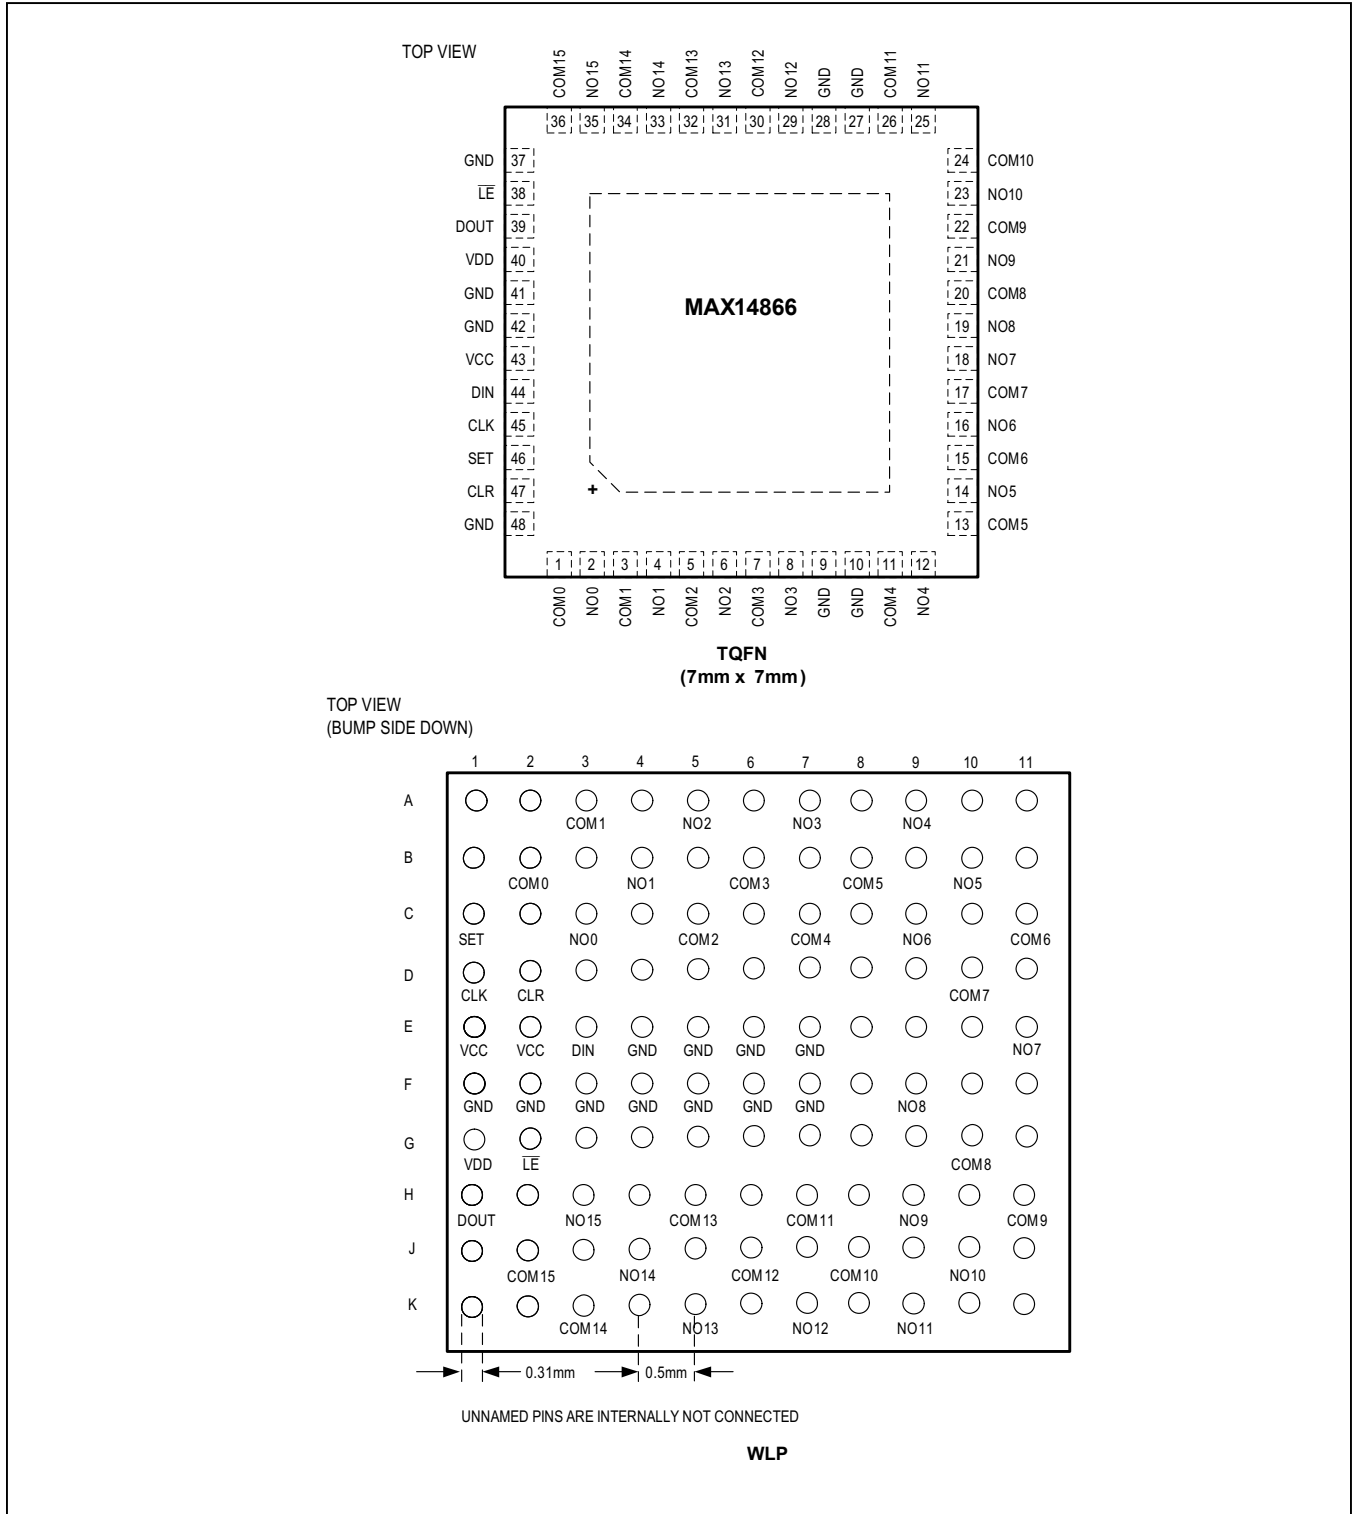 TOP VIEW
COM15 NO15 COM14 NO14 COM13 NO13 COM12 NO12 GND GND COM11 NO11
36 35 34 33 32 31 30 29 28 27 26 25
GND 37 24 COM10
LE 38 23 NO10
DOUT 39 22 COM9
VDD 40 21 NO9
GND 41 20 COM8
MAX14866
GND 42 19 NO8
VCC 43 18 NO7
DIN 44 17 COM7
CLK 45 16 NO6
SET 46 15 COM6
CLR 47 + 14 NO5
GND 48 13 COM5
1 2 3 4 5 6 7 8 9 10 11 12
COM0 NO0 COM1 NO1 COM2 NO2 COM3 NO3 GND GND COM4 NO4
TQFN
(7mm x 7mm)
TOP VIEW
(BUMP SIDE DOWN)
1 2 3 4 5 6 7 8 9 10 11
A
COM1 NO2 NO3 NO4
B
COM0 NO1 COM3 COM5 NO5
C
SET NO0 COM2 COM4 NO6 COM6
D
CLK CLR COM7
E
VCC VCC DIN GND GND GND GND NO7
F
GND GND GND GND GND GND GND NO8
G
VDD LE COM8
H
DOUT NO15 COM13 COM11 NO9 COM9
J
COM15 NO14 COM12 COM10 NO10
K
COM14 NO13 NO12 NO11
0.31mm 0.5mm
UNNAMED PINS ARE INTERNALLY NOT CONNECTED
WLP